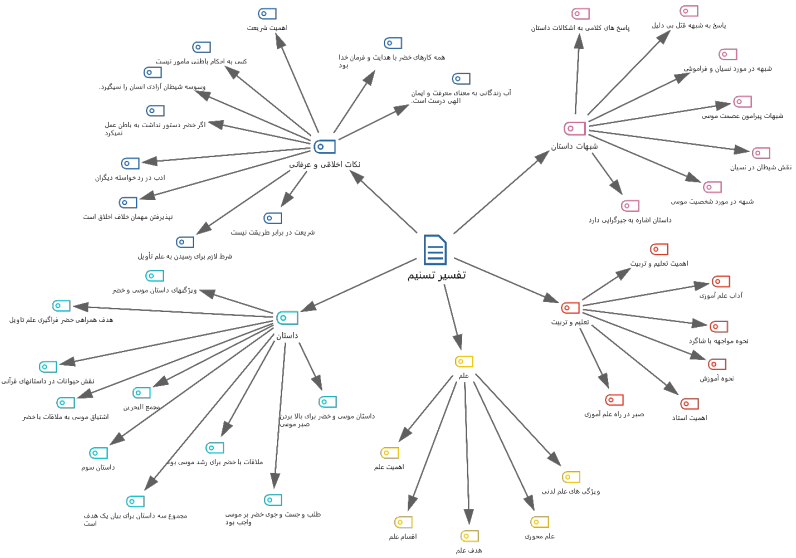 اهمیت شریعت
کسی به احکام باطنی مامور نیست
وسوسه شیطان آزادی انسان را نمیگیرد.
اگر خضر دستور نداشت به باطن عمل
نمیکرد
ادب در رد خواسته دیگران
نپذیرفتن مهمان خلاف اخلاق است
شرط لازم برای رسیدن به علم تأویل
شریعت در برابر طریقت نیست
همه کارهای خضر با هدایت و فرمان خدا
بود
آب زندگانی به معنای معرفت و ایمان
الهی درست است.
نکات اخلاقی و عرفانی
پاسخ های کلامی به اشکالات داستان
پاسخ به شبهه قتل بی دلیل
شبهه در مورد نسیان و فراموشی
شبهات پیرامون عصمت موسی
نقش شیطان در نسیان
شبهه در مورد شخصیت موسی
داستان اشاره به جبرگرایی دارد
شبهات داستان
تفسیر تسنیم
اهمیت تعلیم و تربیت
آداب علم آموزی
نحوه مواجهه با شاگرد
نحوه آموزش
اهمیت استاد
صبر در راه علم آموزی
تعلیم و تربیت
علم
اهمیت علم
اقسام علم
هدف علم
علم محوری
ویژگی های علم لدنی
داستان
ویژگیهای داستان موسی و خضر
هدف همراهی خضر فراگیری علم تاویل
نقش حیوانات در داستانهای قرآنی
اشتیاق موسی به ملاقات با خضر
مجمع البحرین
داستان سوم
مجموع سه داستان برای بیان یک هدف
است
ملاقات با خضر برای رشد موسی بود
طلب و جست و جوی خضر بر موسی
واجب بود
داستان موسی و خضر برای بالا بردن
صبر موسی